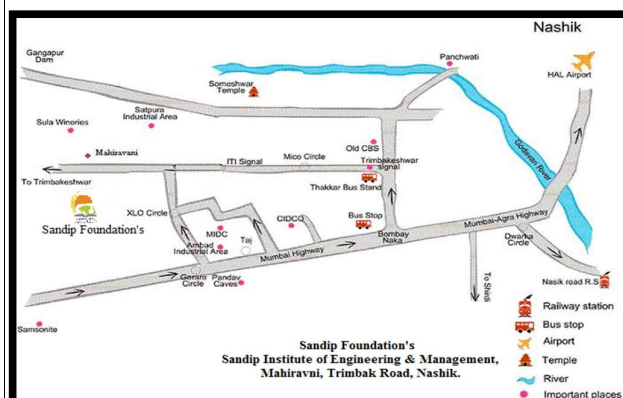 Nashik
Gangapur
Dam
Panchwati
HAL Airport
Someshwar
Temple
Satpura
Industrial Area
Sula Wineries
Old CBS
Mahiravani
ITI Signal
Mico Circle
Trimbakeshwar
signal
To Trimbakeshwar
Thakkar Bus Stand
Godavari River
Sandip Foundation's
XLO Circle
MIDC
CIDCO
Bus Stop
Mumbai-Agra Highway
Ambad
Industrial Area
Taj
Bombay
Naka
Mumbai Highway
Dwarka
Circle
Garare
Circle
Pandav
Caves
To Shirdi
Nasik road R.S
Samsonite
Railway station
Bus stop
Airport
Temple
River
Important places
Sandip Foundation's
Sandip Institute of Engineering & Management,
Mahiravni, Trimbak Road, Nashik.